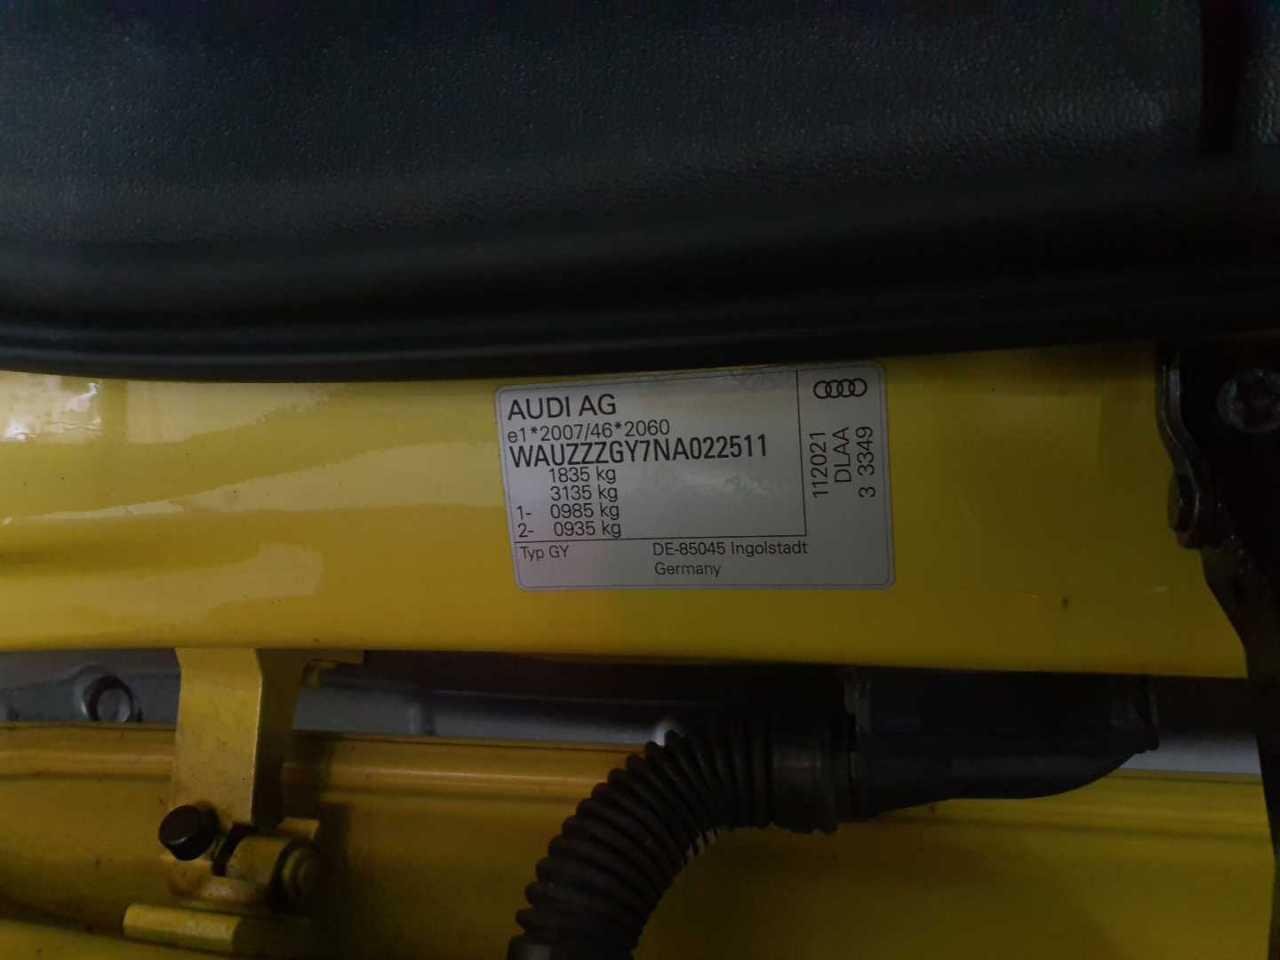 AUDI AG
e1*2007/46*2060
WAUZZZGY7NA022511
1835 kg
3135 kg
1- 0985 kg
2- 0935 kg
Typ GY DE-85045 Ingolstadt
Germany
112021
DLAA
3 3349